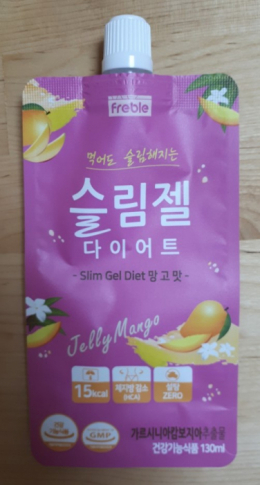 freble
먹어도 슬림해지는
슬림젤
다이어트
- Slim Gel Diet 망고맛 -
Jelly Mango
15kcal
체지방 감소
(HCA)
설탕
ZERO
GMP
가르시니아캄보지아추출물
건강기능식품 130ml